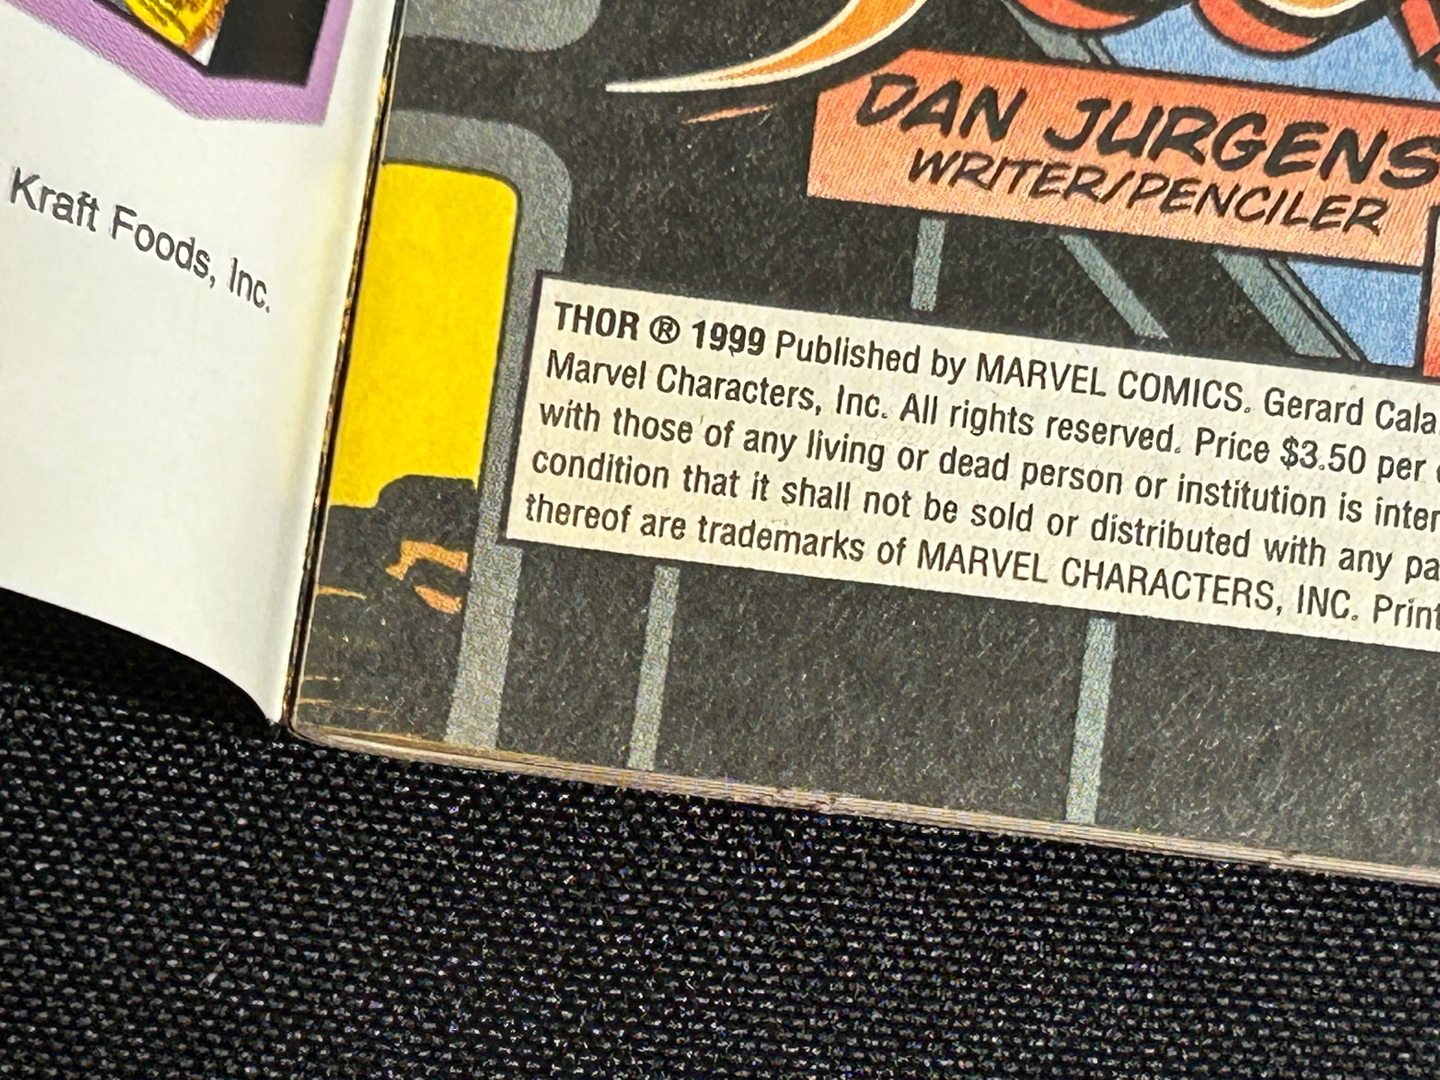 Kraft Foods, Inc.
DAN JURGENS
WRITER/PENCILER
THOR ® 1999 Published by MARVEL COMICS. Gerard Cala
Marvel Characters, Inc. All rights reserved. Price $3.50 per
with those of any living or dead person or institution is inter
condition that it shall not be sold or distributed with any pa
thereof are trademarks of MARVEL CHARACTERS, INC. Print